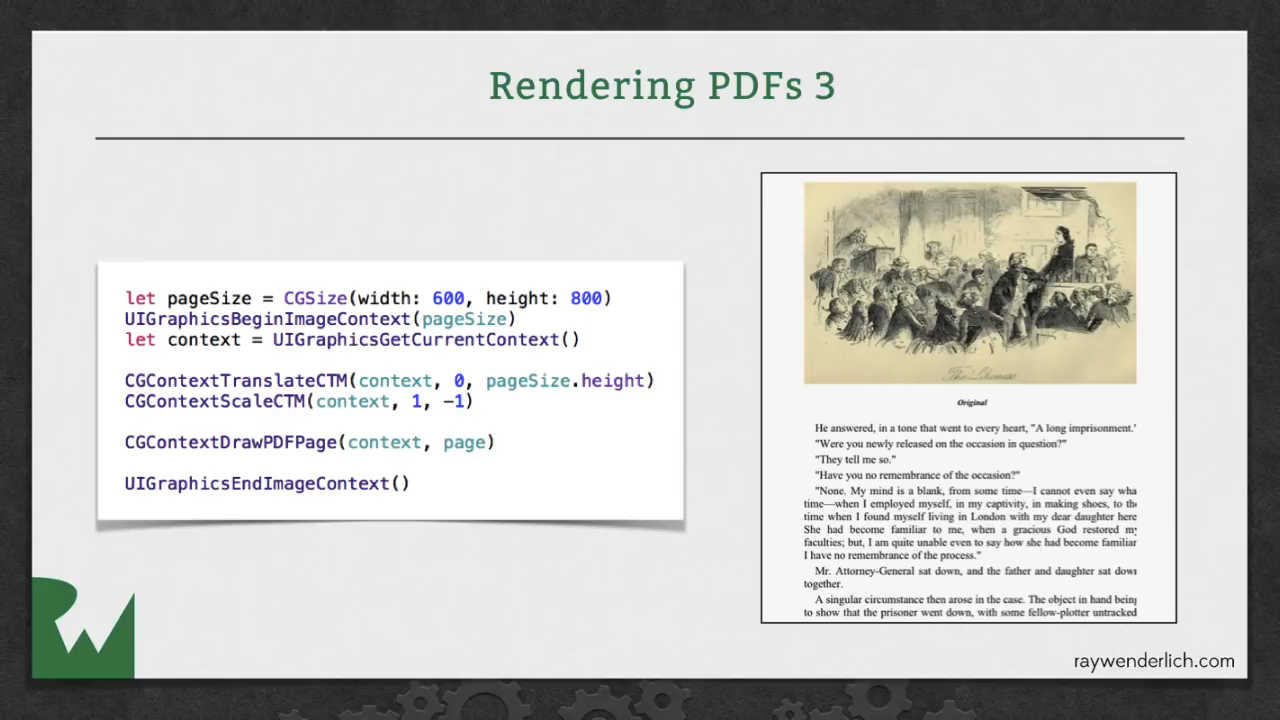 Rendering PDFs 3
let pageSize = CGSize(width: 600, height: 800)
UIGraphicsBeginImageContext(pageSize)
let context = UIGraphicsGetCurrentContext()
CGContextTranslateCTM(context, 0, pageSize.height)
CGContextScaleCTM(context, 1, -1)
CGContextDrawPDFPage(context, page)
UIGraphicsEndImageContext()
Original
He answered, in a tone that went to every heart, "A long imprisonment.'
"Were you newly released on the occasion in question?"
"They tell me so."
"Have you no remembrance of the occasion?"
"None. My mind is a blank, from some time—I cannot even say wha
time—when I employed myself, in my captivity, in making shoes, to the
time when I found myself living in London with my dear daughter here
She had become familiar to me, when a gracious God restored my
faculties; but, I am quite unable even to say how she had become familiar
I have no remembrance of the process."
Mr. Attorney-General sat down, and the father and daughter sat down
together.
A singular circumstance then arose in the case. The object in hand being
to show that the prisoner went down, with some fellow-plotter untracked
RW
raywenderlich.com